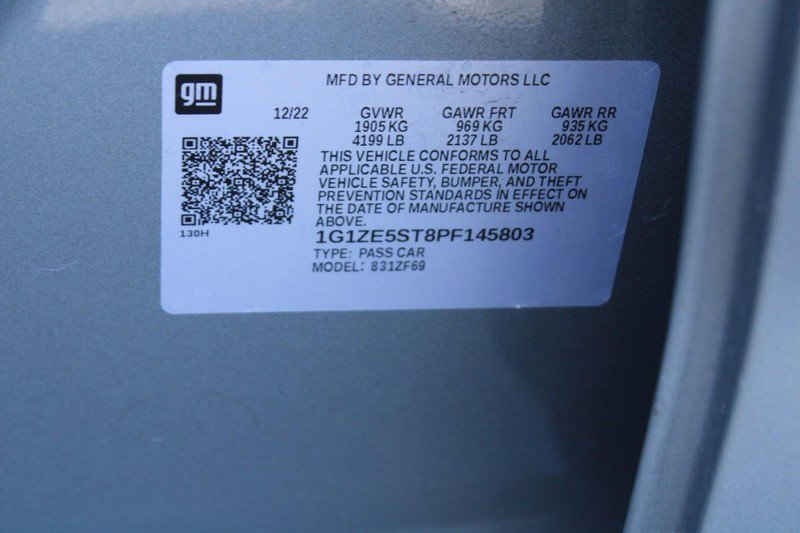 gm
MFD BY GENERAL MOTORS LLC
12/22 GVWR GAWR FRT GAWR RR
1905 KG 969 KG 935 KG
4199 LB 2137 LB 2062 LB
THIS VEHICLE CONFORMS TO ALL
APPLICABLE U.S. FEDERAL MOTOR
VEHICLE SAFETY, BUMPER, AND THEFT
PREVENTION STANDARDS IN EFFECT ON
THE DATE OF MANUFACTURE SHOWN
ABOVE.
130H
1G1ZE5ST8PF145803
TYPE: PASS CAR
MODEL: 831ZF69